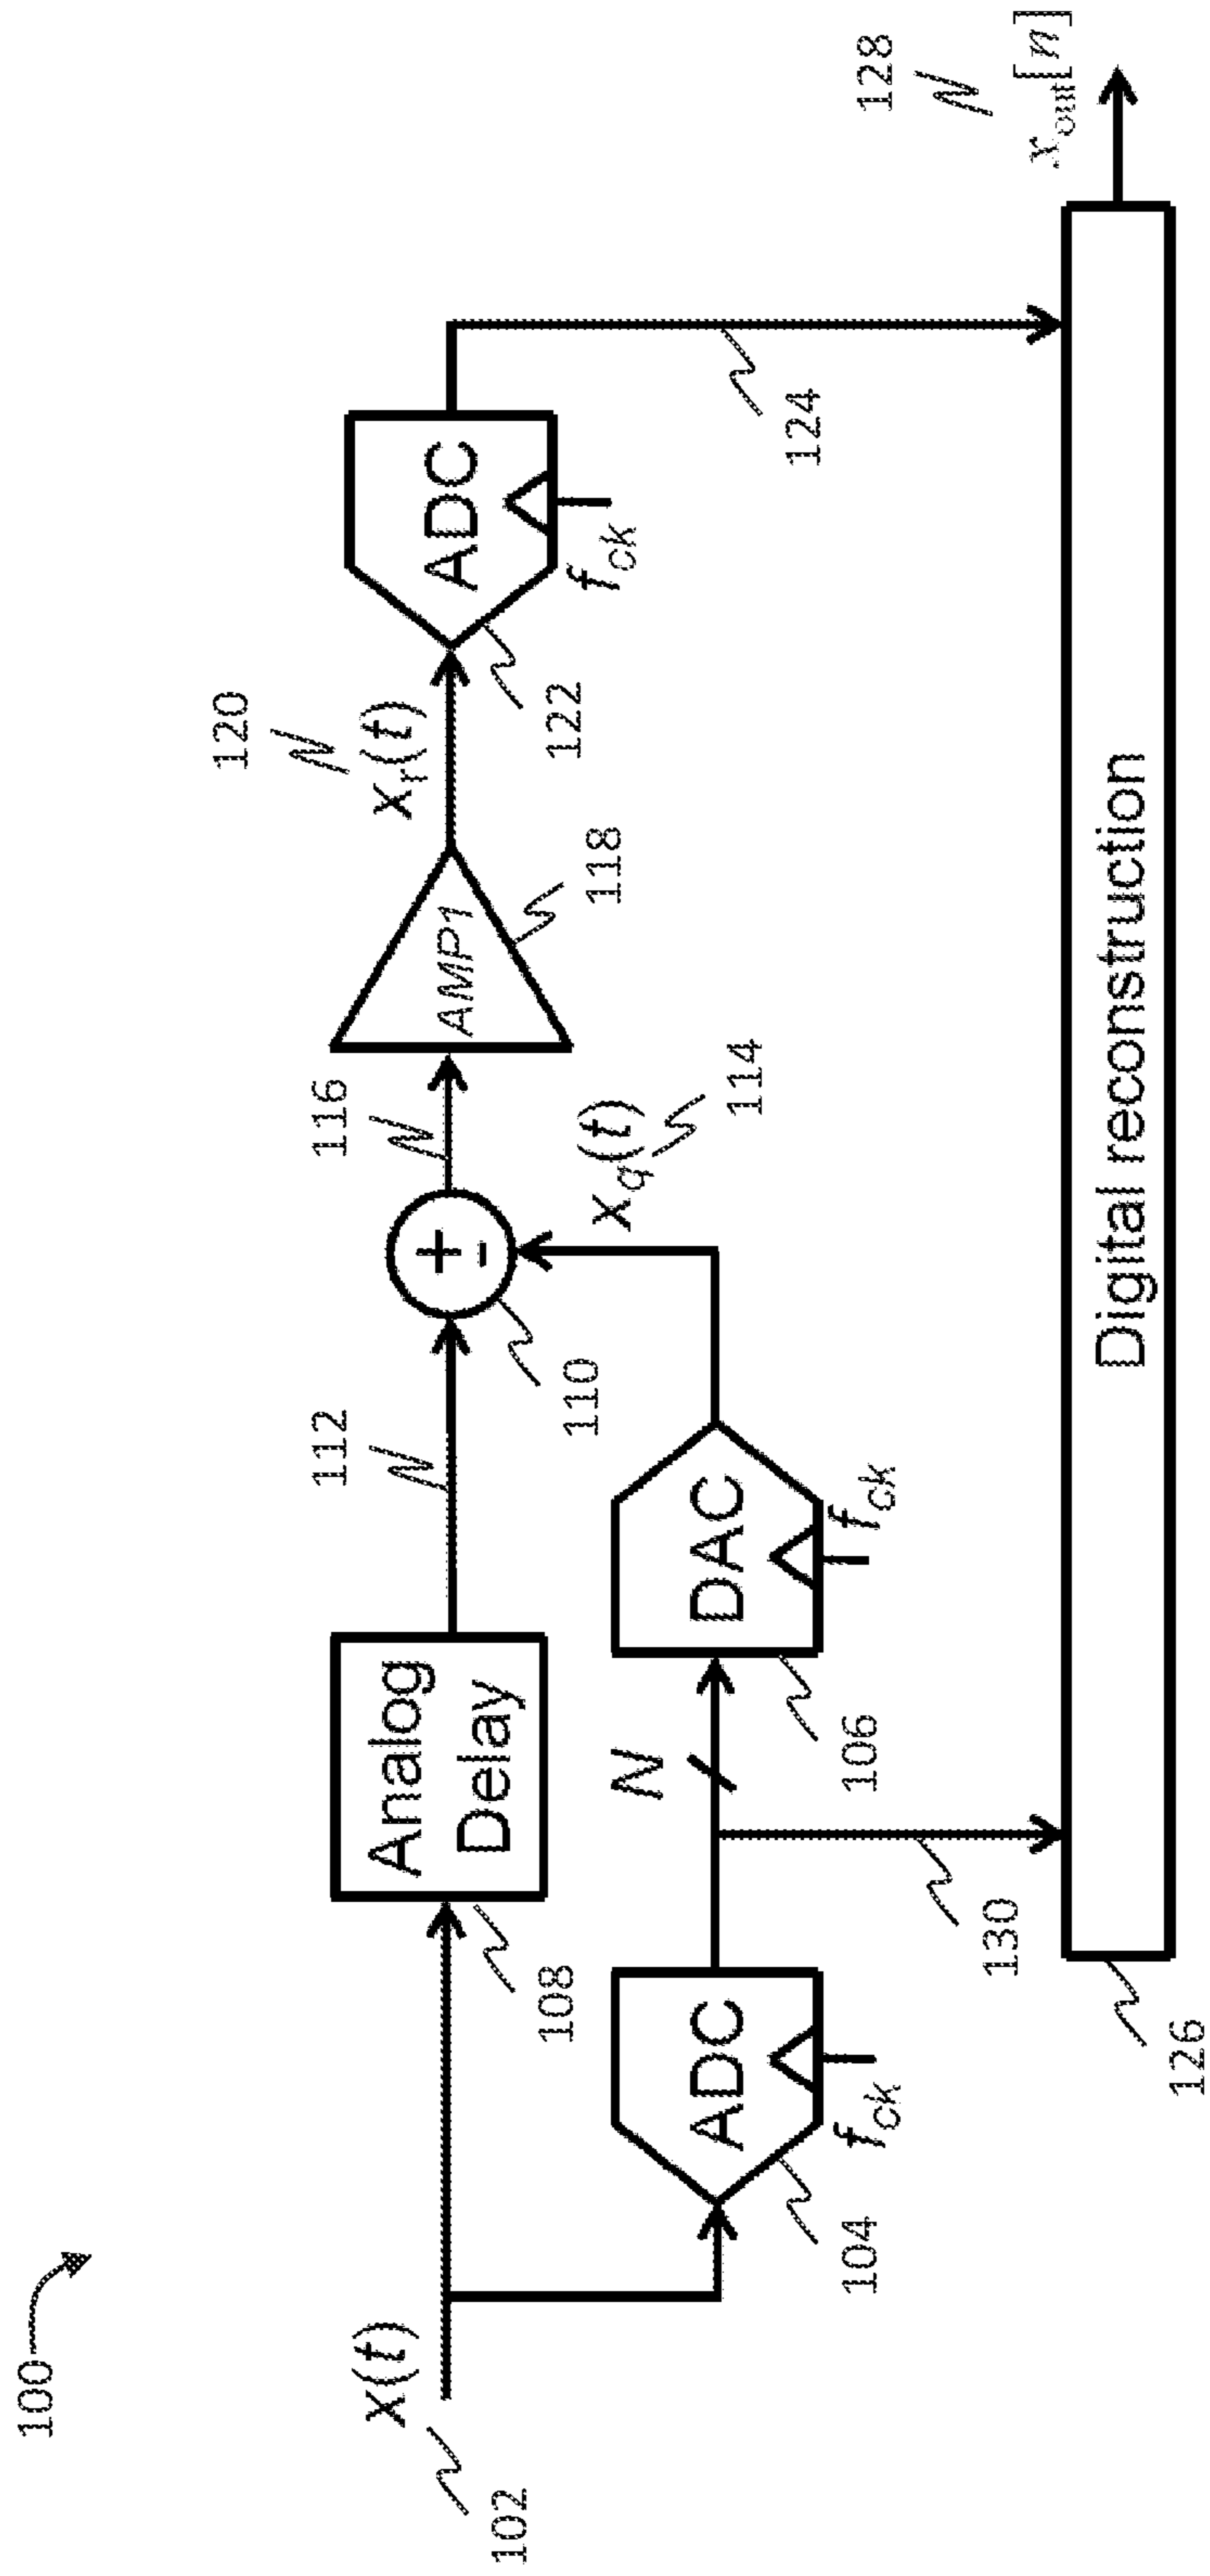 100
120
128
x(t)
102
Analog
Delay
108
112
+
-
110
116
AMP1
118
x_r(t)
ADC
f_ck
122
x_out[n]
ADC
f_ck
104
N
DAC
f_ck
106
x_q(t)
114
124
130
Digital reconstruction
126